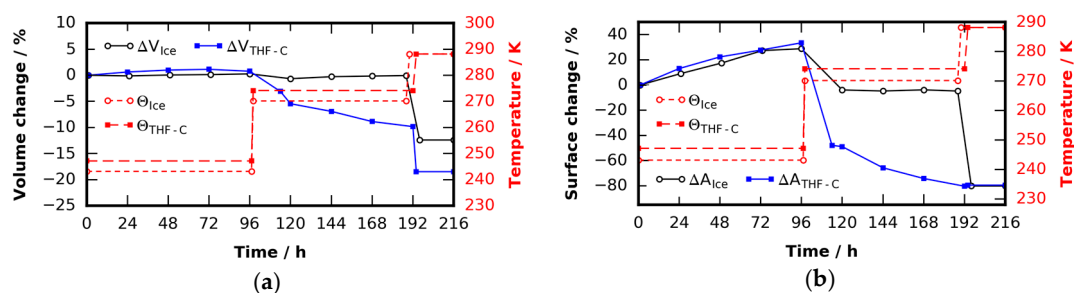 10
5
0
−5
−10
−15
−20
−25
Volume change / %
ΔV_Ice ΔV_THF-C
Θ_Ice
Θ_THF-C
300
290
280
270
260
250
240
230
Temperature / K
0 24 48 72 96 120 144 168 192 216
Time / h
(a)
40
20
0
−20
−40
−60
−80
Surface change / %
Θ_Ice
Θ_THF-C
ΔA_Ice ΔA_THF-C
290
280
270
260
250
240
230
Temperature / K
0 24 48 72 96 120 144 168 192 216
Time / h
(b)